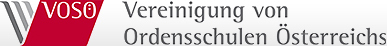 VOSÖ
Vereinigung von
Ordensschulen Österreichs